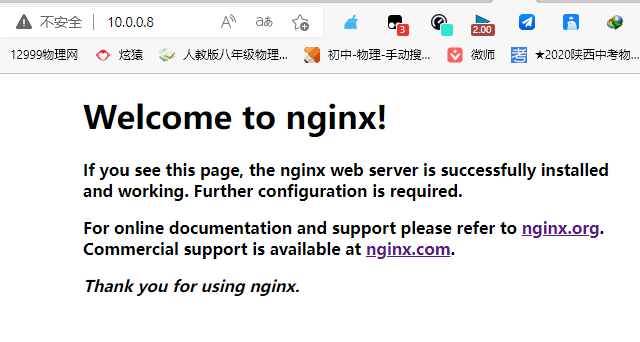 不安全 10.0.0.8 aあ 3 2.00
12999物理网 炫猿 人教版八年级物理... 初中-物理-手动搜... 微师 考 ★2020陕西中考物...
Welcome to nginx!
If you see this page, the nginx web server is successfully installed
and working. Further configuration is required.
For online documentation and support please refer to nginx.org.
Commercial support is available at nginx.com.
Thank you for using nginx.